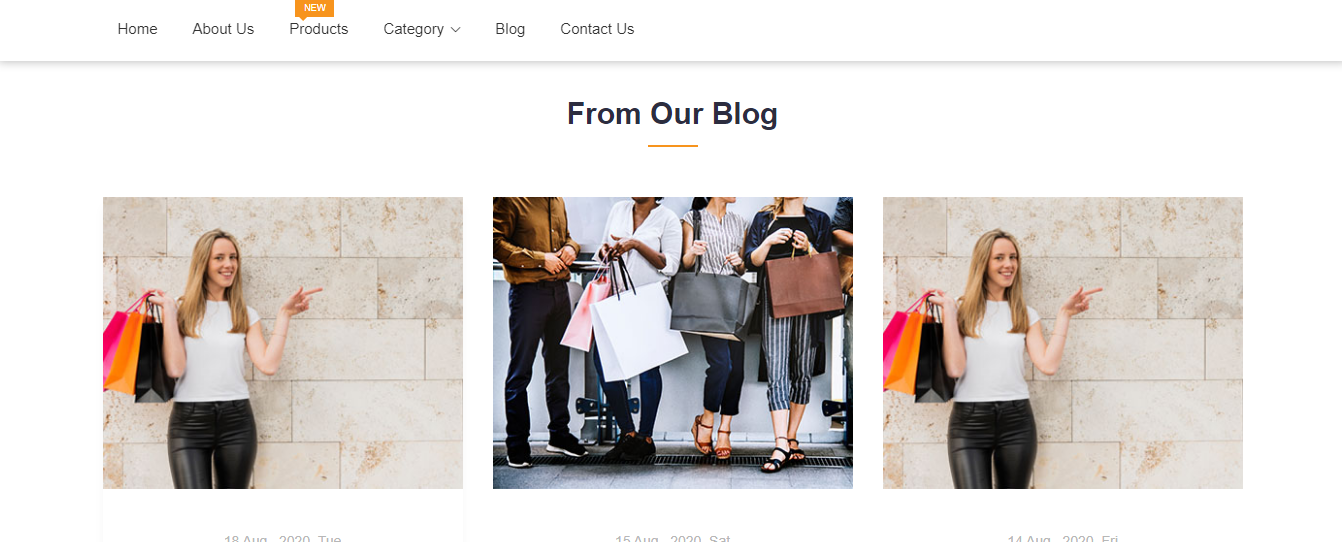 NEW
Home About Us Products Category Blog Contact Us
From Our Blog
18 Aug , 2020, Tue 15 Aug , 2020, Sat 14 Aug , 2020, Fri